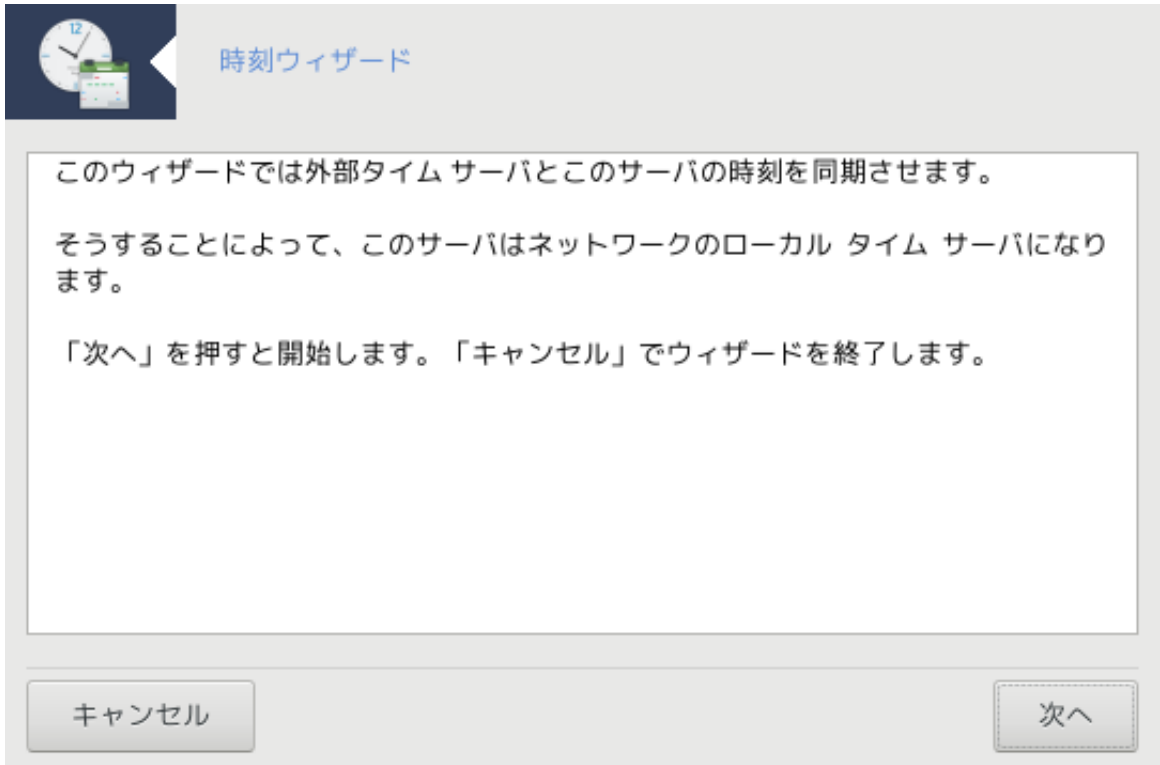 12
時刻ウィザード
このウィザードでは外部タイム サーバとこのサーバの時刻を同期させます。
そうすることによって、このサーバはネットワークのローカル タイム サーバになり
ます。
「次へ」を押すと開始します。「キャンセル」でウィザードを終了します。
キャンセル
次へ